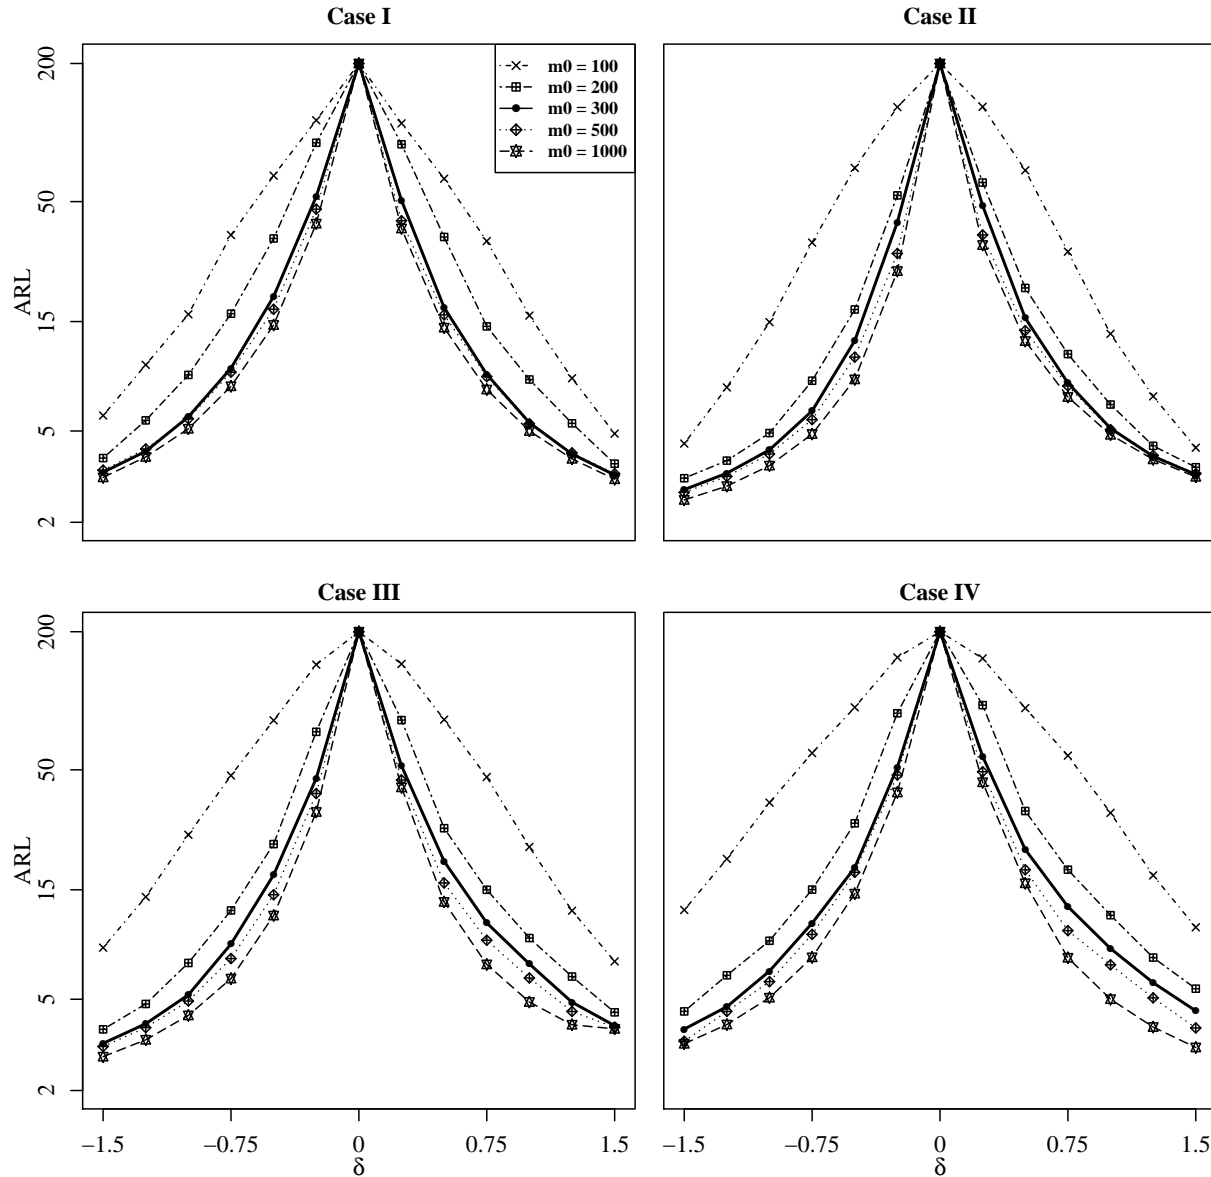 Case I
Case II
200
50
15
5
2
ARL
m0 = 100
m0 = 200
m0 = 300
m0 = 500
m0 = 1000
Case III
Case IV
200
50
15
5
2
ARL
−1.5 −0.75 0 0.75 1.5
δ
−1.5 −0.75 0 0.75 1.5
δ